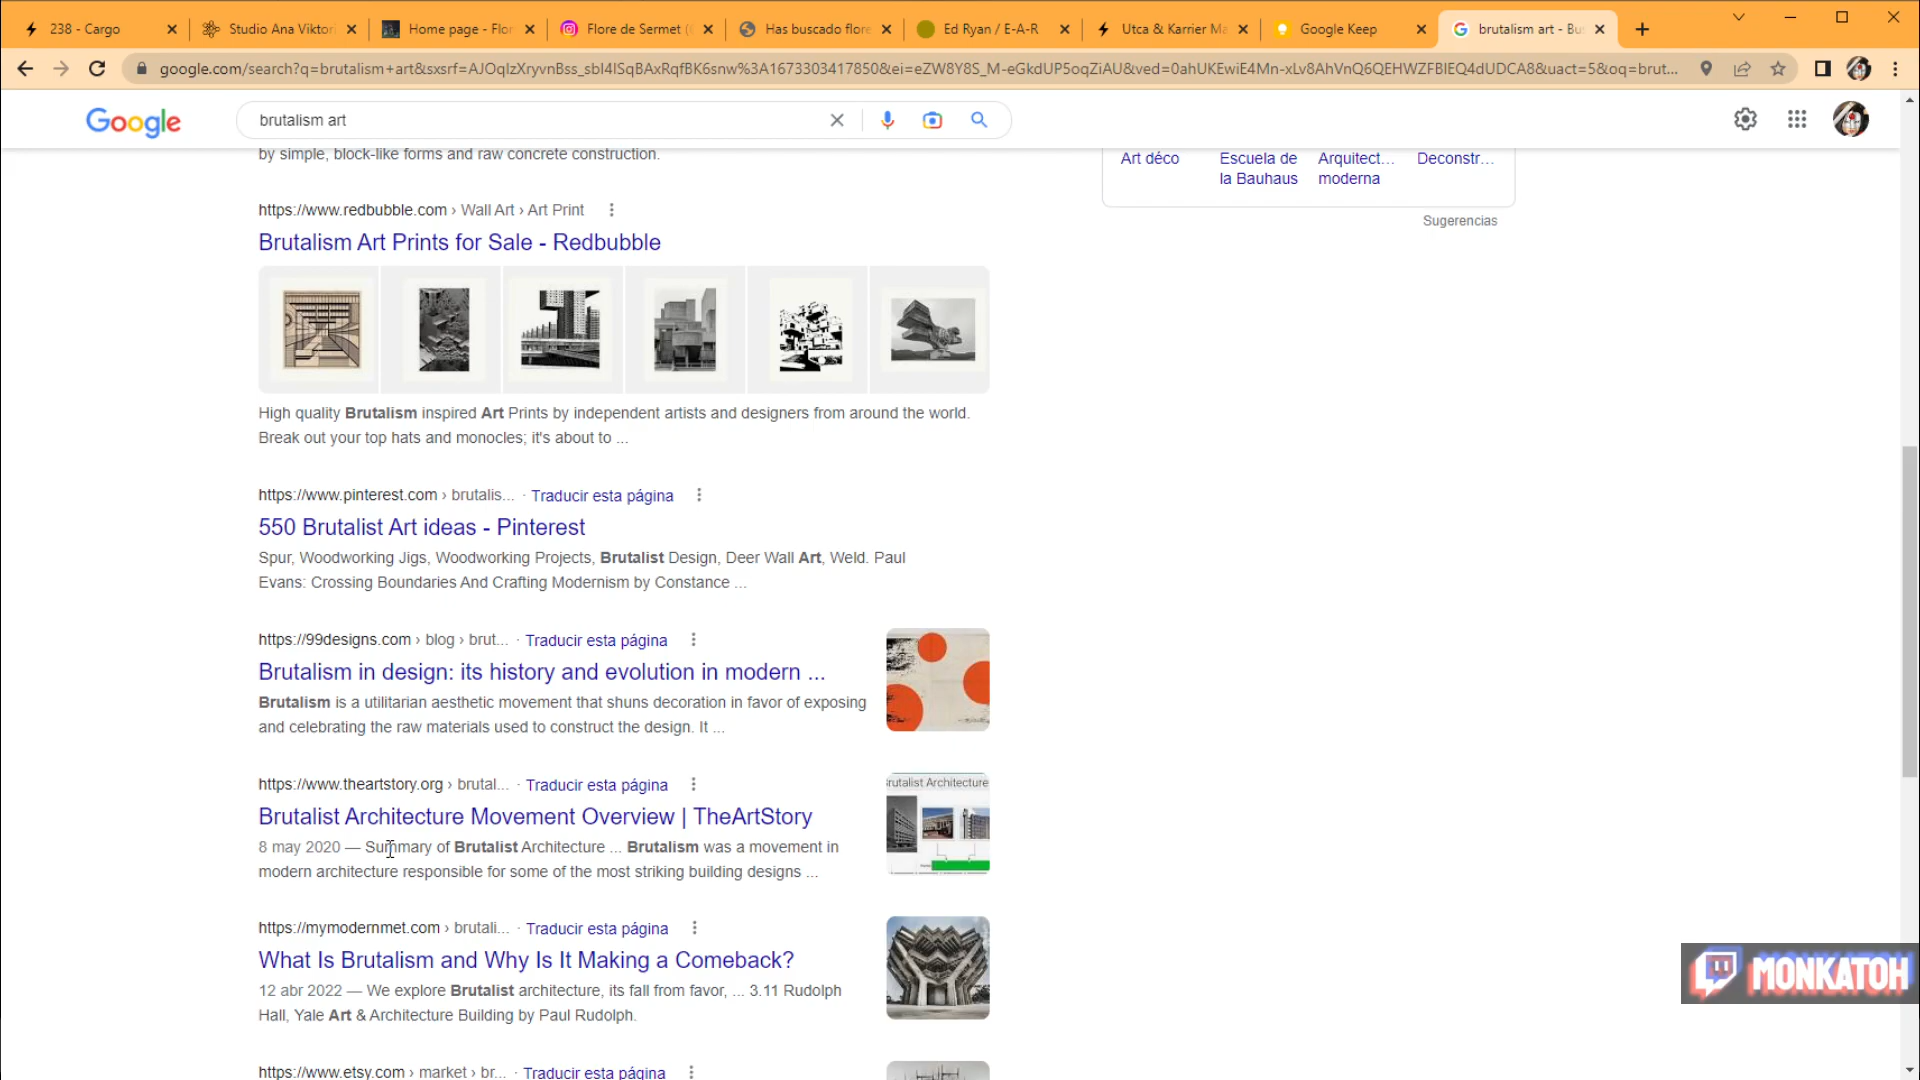 238 - Cargo
Studio Ana Viktori
Home page - Flor
Flore de Sermet (
Has buscado flore
Ed Ryan / E-A-R
Utca & Karrier Ma
Google Keep
brutalism art - Bus
google.com/search?q=brutalism+art&sxsrf=AJOqlzXryvnBss_sbI4ISqBAxRqfBK6snw%3A1673303417850&ei=eZW8Y8S_M-eGkdUP5oqZiAU&ved=0ahUKEwiE4Mn-xLv8AhVnQ6QEHWZFBIEQ4dUDCA8&uact=5&oq=brut...
Google
brutalism art
by simple, block-like forms and raw concrete construction.
Art déco
Escuela de
la Bauhaus
Arquitect...
moderna
Deconstr...
Sugerencias
https://www.redbubble.com › Wall Art › Art Print
Brutalism Art Prints for Sale - Redbubble
High quality Brutalism inspired Art Prints by independent artists and designers from around the world.
Break out your top hats and monocles; it's about to ...
https://www.pinterest.com › brutalis... · Traducir esta página
550 Brutalist Art ideas - Pinterest
Spur, Woodworking Jigs, Woodworking Projects, Brutalist Design, Deer Wall Art, Weld. Paul
Evans: Crossing Boundaries And Crafting Modernism by Constance ...
https://99designs.com › blog › brut... · Traducir esta página
Brutalism in design: its history and evolution in modern ...
Brutalism is a utilitarian aesthetic movement that shuns decoration in favor of exposing
and celebrating the raw materials used to construct the design. It ...
https://www.theartstory.org › brutal... · Traducir esta página
Brutalist Architecture Movement Overview | TheArtStory
8 may 2020 — Summary of Brutalist Architecture ... Brutalism was a movement in
modern architecture responsible for some of the most striking building designs ...
rutalist Architecture
https://mymodernmet.com › brutali... · Traducir esta página
What Is Brutalism and Why Is It Making a Comeback?
12 abr 2022 — We explore Brutalist architecture, its fall from favor, ... 3.11 Rudolph
Hall, Yale Art & Architecture Building by Paul Rudolph.
MONKATOH
https://www.etsy.com › market › br... · Traducir esta página